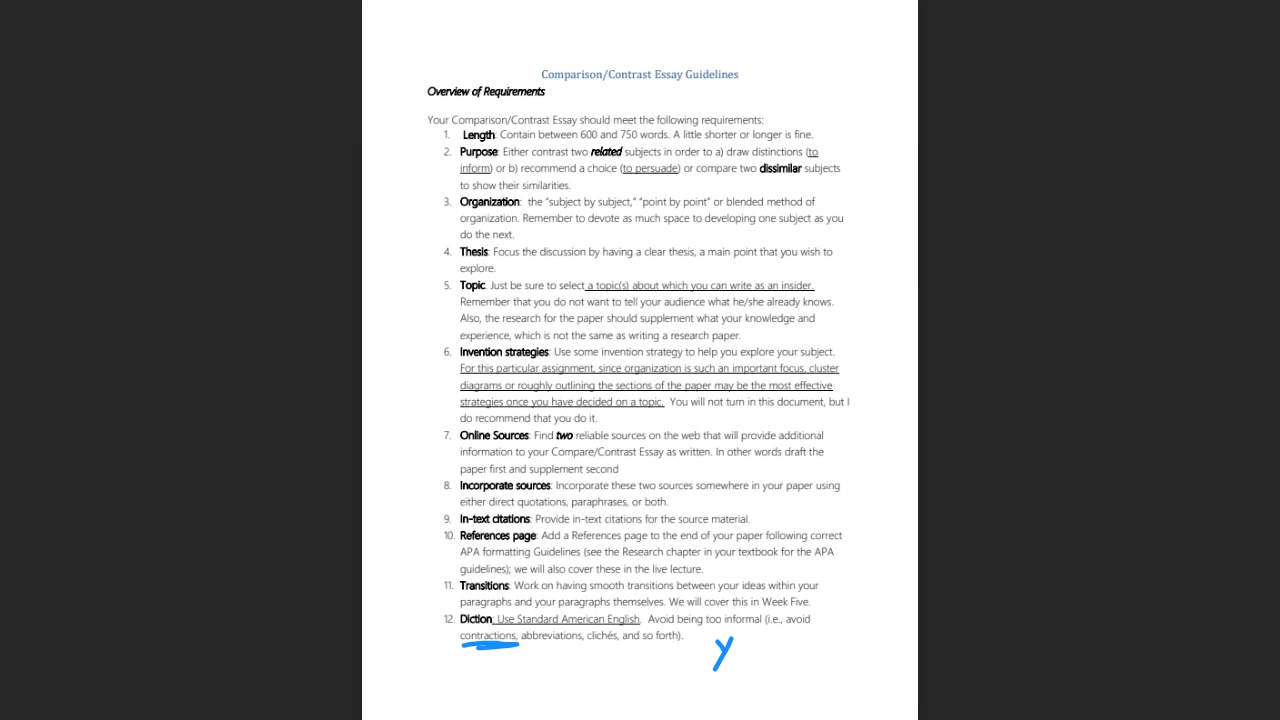 Comparison/Contrast Essay Guidelines
Overview of Requirements
Your Comparison/Contrast Essay should meet the following requirements:
1. Length: Contain between 600 and 750 words. A little shorter or longer is fine.
2. Purpose: Either contrast two related subjects in order to a) draw distinctions (to
inform) or b) recommend a choice (to persuade) or compare two dissimilar subjects
to show their similarities.
3. Organization: the "subject by subject," "point by point" or blended method of
organization. Remember to devote as much space to developing one subject as you
do the next.
4. Thesis: Focus the discussion by having a clear thesis, a main point that you wish to
explore.
5. Topic. Just be sure to select a topic(s) about which you can write as an insider.
Remember that you do not want to tell your audience what he/she already knows.
Also, the research for the paper should supplement what your knowledge and
experience, which is not the same as writing a research paper.
6. Invention strategies: Use some invention strategy to help you explore your subject.
For this particular assignment, since organization is such an important focus, cluster
diagrams or roughly outlining the sections of the paper may be the most effective
strategies once you have decided on a topic. You will not turn in this document, but I
do recommend that you do it.
7. Online Sources: Find two reliable sources on the web that will provide additional
information to your Compare/Contrast Essay as written. In other words draft the
paper first and supplement second
8. Incorporate sources: Incorporate these two sources somewhere in your paper using
either direct quotations, paraphrases, or both.
9. In-text citations: Provide in-text citations for the source material.
10. References page: Add a References page to the end of your paper following correct
APA formatting Guidelines (see the Research chapter in your textbook for the APA
guidelines); we will also cover these in the live lecture.
11. Transitions: Work on having smooth transitions between your ideas within your
paragraphs and your paragraphs themselves. We will cover this in Week Five.
12. Diction: Use Standard American English. Avoid being too informal (i.e., avoid
contractions, abbreviations, clichés, and so forth).
y